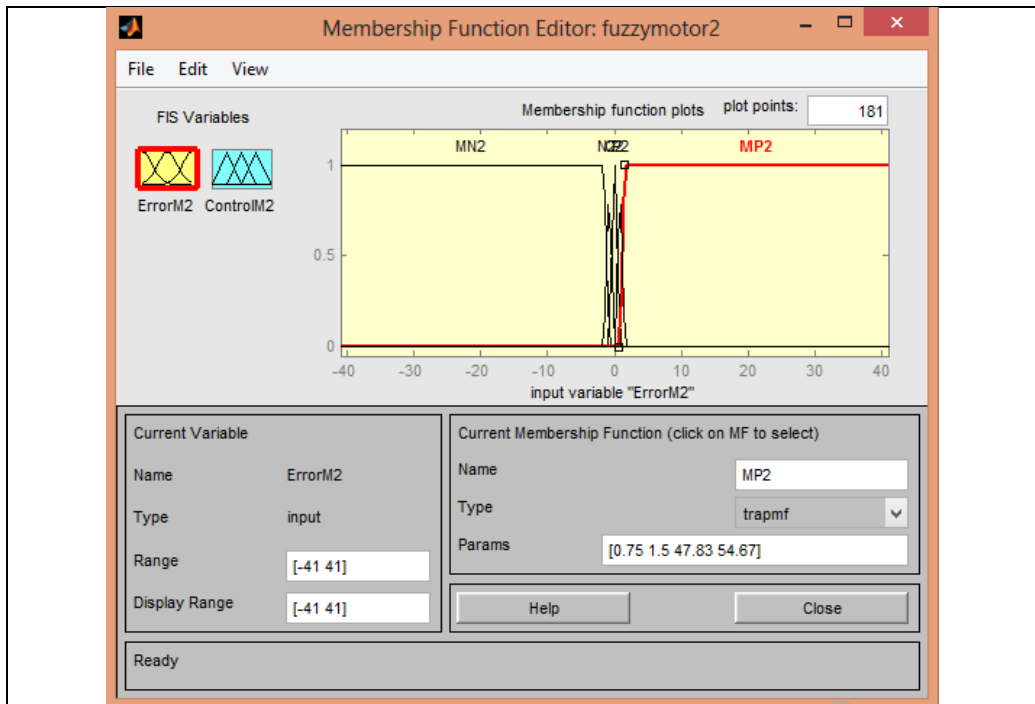 Membership Function Editor: fuzzymotor2
File Edit View
FIS Variables
Membership function plots plot points: 181
ErrorM2 ControlM2
MN2 MP2
1
0.5
0
-40 -30 -20 -10 0 10 20 30 40
input variable "ErrorM2"
Current Variable
Name ErrorM2
Type input
Range [-41 41]
Display Range [-41 41]
Current Membership Function (click on MF to select)
Name MP2
Type trapmf
Params [0.75 1.5 47.83 54.67]
Help Close
Ready